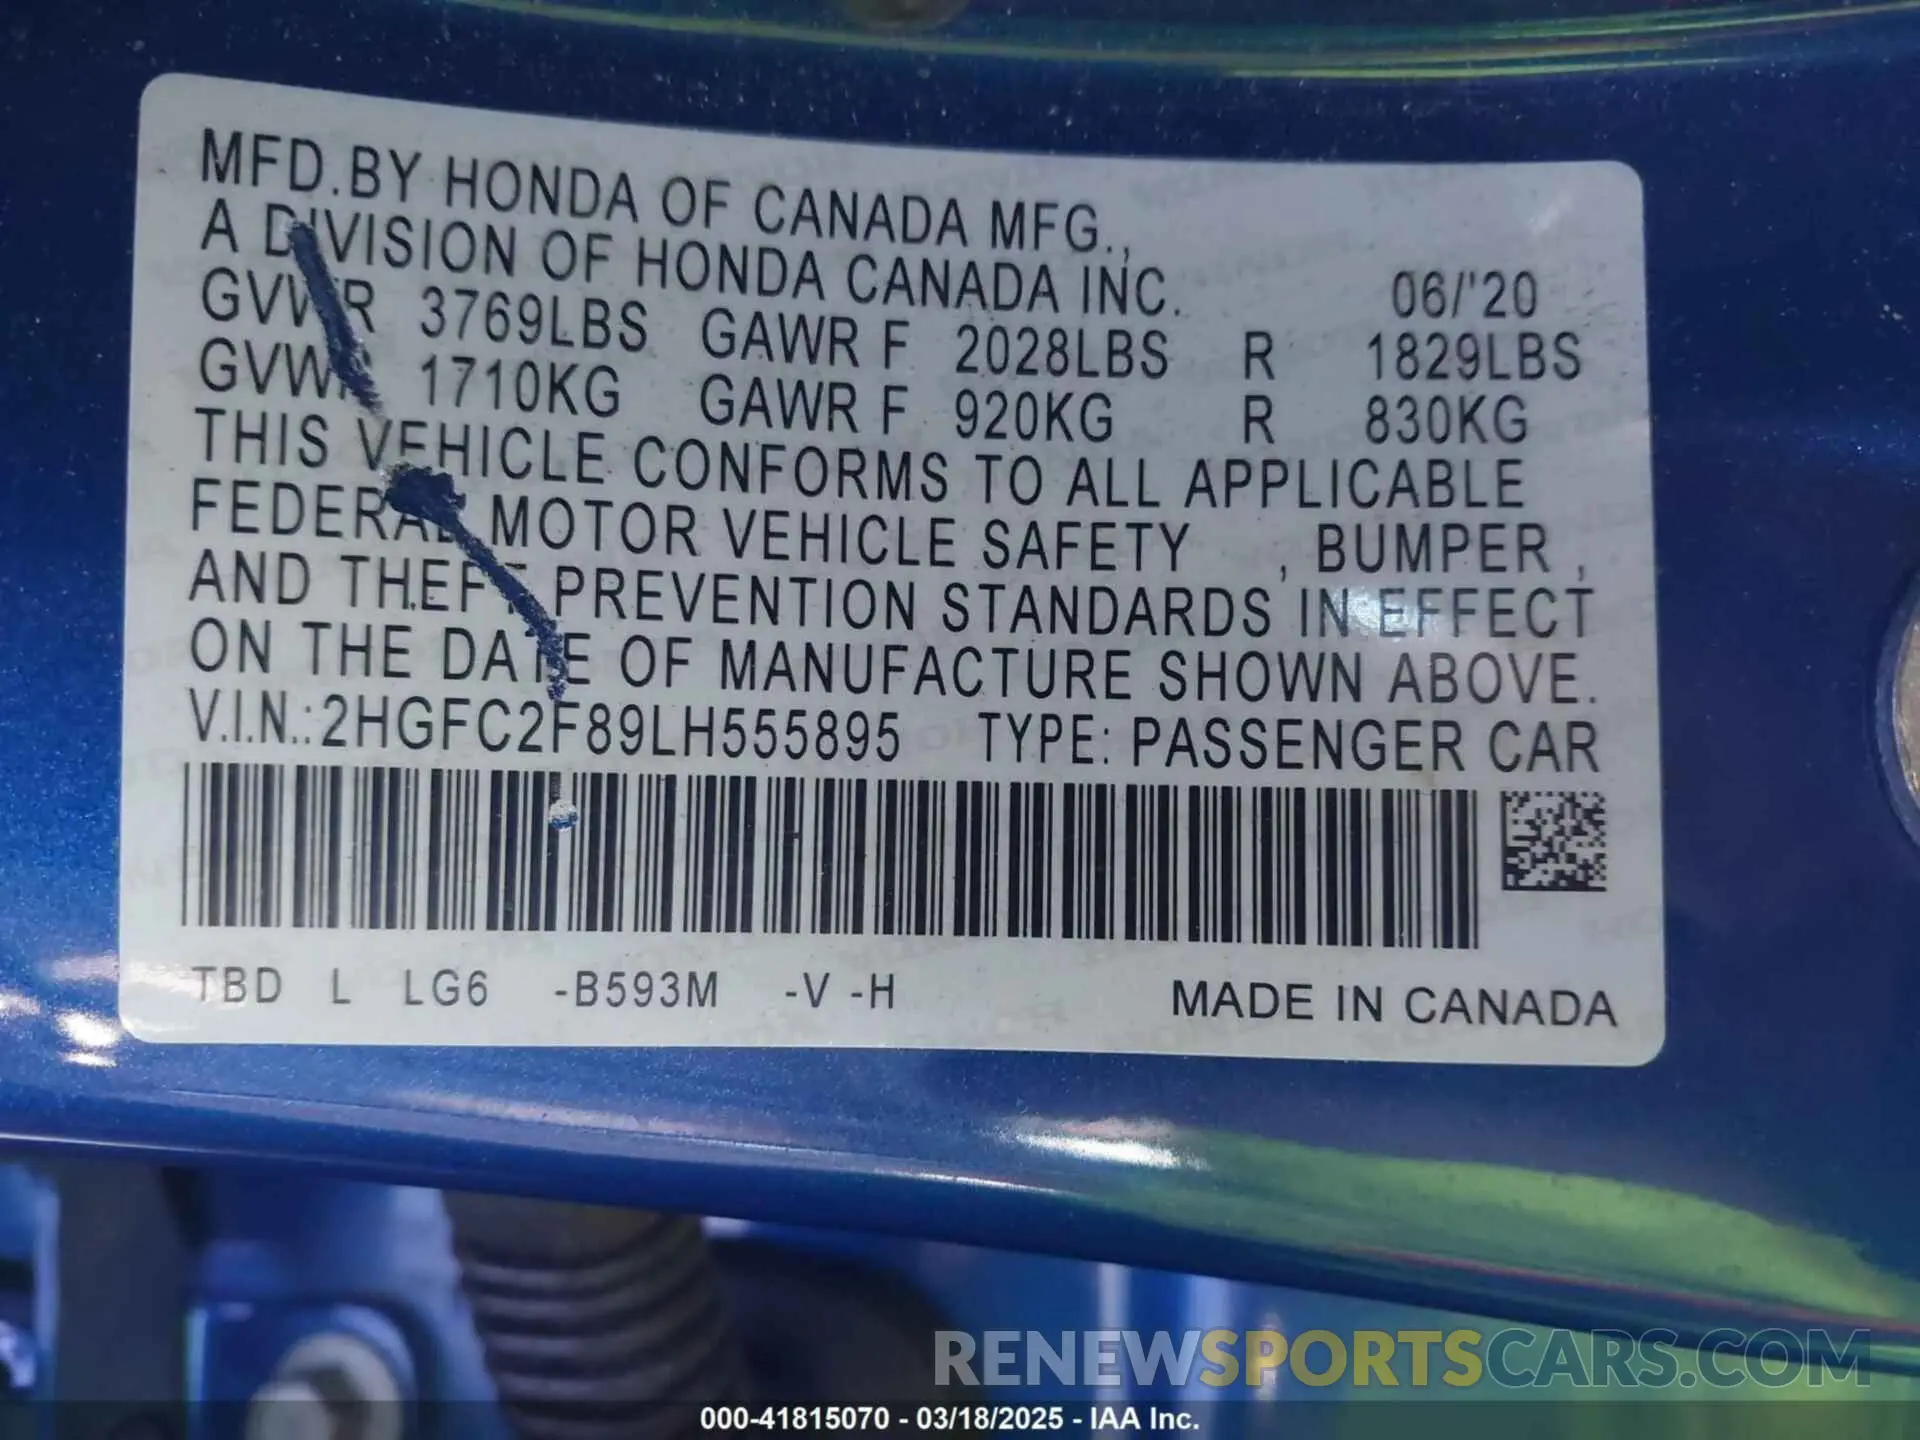 MFD.BY HONDA OF CANADA MFG.,
A DIVISION OF HONDA CANADA INC. 06/'20
GVWR 3769LBS GAWR F 2028LBS R 1829LBS
GVWR 1710KG GAWR F 920KG R 830KG
THIS VEHICLE CONFORMS TO ALL APPLICABLE
FEDERAL MOTOR VEHICLE SAFETY , BUMPER ,
AND THEFT PREVENTION STANDARDS IN EFFECT
ON THE DATE OF MANUFACTURE SHOWN ABOVE.
V.I.N.:2HGFC2F89LH555895 TYPE: PASSENGER CAR
TBD L LG6 -B593M -V -H MADE IN CANADA
RENEWSPORTSCARS.COM
000-41815070 - 03/18/2025 - IAA Inc.